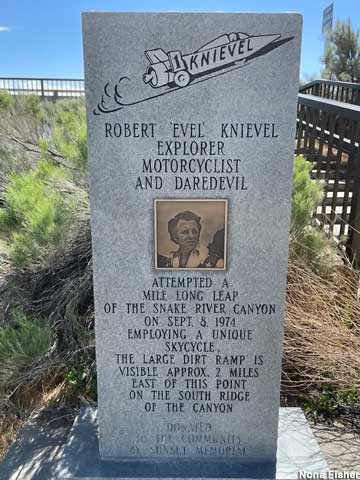 1 KNIEVEL
ROBERT 'EVEL' KNIEVEL
EXPLORER
MOTORCYCLIST
AND DAREDEVIL
ATTEMPTED A
MILE LONG LEAP
OF THE SNAKE RIVER CANYON
ON SEPT. 8, 1974
EMPLOYING A UNIQUE
SKYCYCLE.
THE LARGE DIRT RAMP IS
VISIBLE APPROX. 2 MILES
EAST OF THIS POINT
ON THE SOUTH RIDGE
OF THE CANYON
DONATED
TO THE COMMUNITY
BY SUNSET MEMORIAL
Nona Elsher